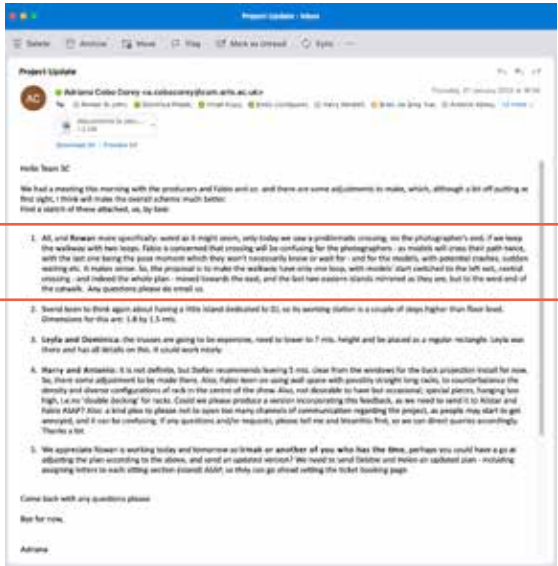 Project Update - Inbox
Delete Archive Move Flag Mark as Unread Sync
Project Update
AC
Adriana Cobo Corey
To:
Download All Preview All
Hello Team SC
We had a meeting this morning with the producers and Fabio and co. and there are some adjustments to make, which, although a bit off putting at
first sight, I think will make the overall scheme much better.
Find a sketch of these attached, so, by item:
1. All, and Rowan more specifically: weird as it might seem, only today we saw a problematic crossing, on the photographer's end, if we keep
the walkway with two loops. Fabio is concerned that crossing will be confusing for the photographers - as models will cross their path twice,
with the last one being the pose moment which they won't necessarily know or wait for - and for the models, with potential crashes, sudden
waiting etc. It makes sense. So, the proposal is to make the walkway have only one loop, with models' start switched to the left exit, central
crossing - and indeed the whole plan - moved towards the east, and the last two eastern islands mirrored as they are, but to the west end of
the catwalk. Any questions please do email us.
2. Svend keen to think again about having a little island dedicated to DJ, so his working station is a couple of steps higher than floor level.
Dimensions for this are: 1.8 by 1.5 mts.
3. Leyla and Dominica: the trusses are going to be expensive, need to lower to 7 mts. height and be placed as a regular rectangle. Leyla was
there and has all details on this. It could work nicely.
4. Harry and Antonia: It is not definite, but Stefan recommends leaving 5 mts. clear from the windows for the back projection install for now.
So, there some adjustment to be made there. Also, Fabio keen on using wall space with possibly straight long racks, to counterbalance the
density and diverse configurations of rack in the centre of the show. Also, not desirable to have but occasional, special pieces, hanging too
high, i.e. no 'double decking' for racks. Could we please produce a version incorporating this feedback, as we need to send it to Alistar and
Fabio ASAP? Also: a kind plea to please not to open too many channels of communication regarding the project, as people may start to get
annoyed, and it can be confusing. If any questions and/or requests, please tell me and first, so we can direct queries accordingly.
Thanks a lot.
5. We appreciate Rowan is working today and tomorrow so Irmak or another of you who has the time, perhaps you could have a go at
adjusting the plan according to the above, and send an updated version? We need to send and Helen an updated plan - including
assigning letters to each sitting section (island) ASAP, so they can go ahead setting the ticket booking page.
Come back with any questions please
Bye for now,
Adriana